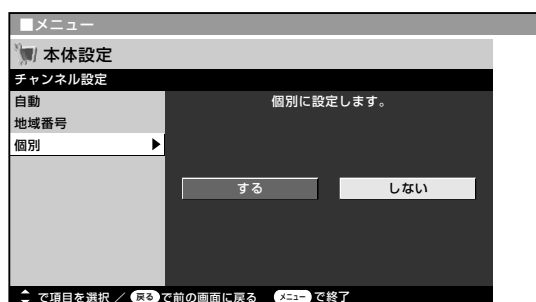 ■メニュー
本体設定
チャンネル設定
自動
地域番号
個別
個別に設定します。
する
しない
で項目を選択 / 戻る で前の画面に戻る メニュー で終了